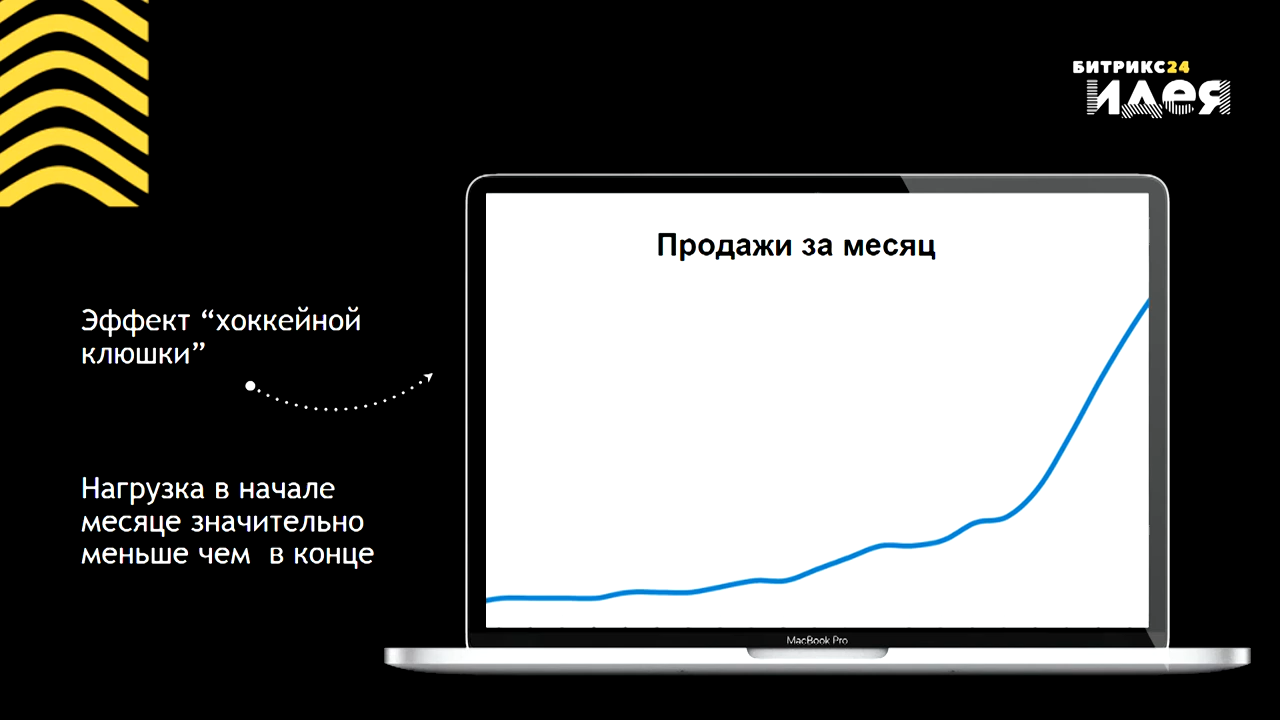 БИТРИКС24
идея
Продажи за месяц
Эффект “хоккейной
клюшки”
Нагрузка в начале
месяце значительно
меньше чем  в конце
MacBook Pro